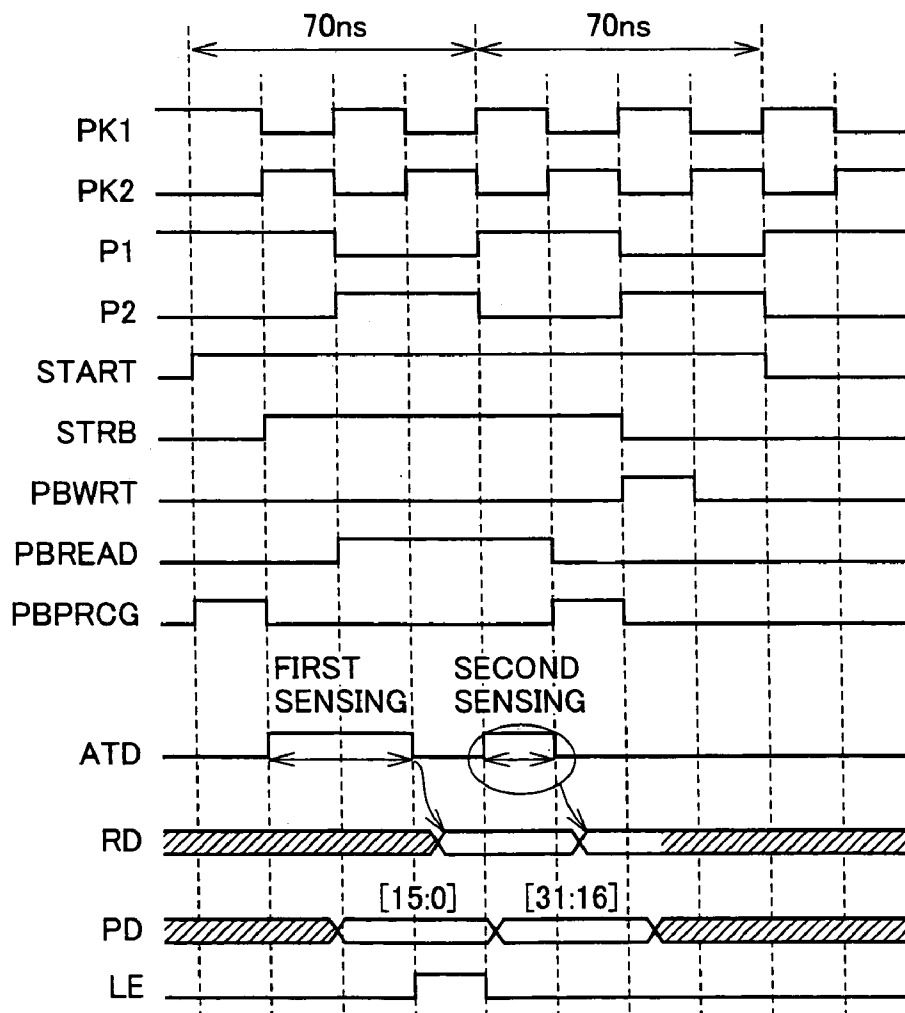 70ns 70ns
PK1
PK2
P1
P2
START
STRB
PBWRT
PBREAD
PBPRCG
FIRST SENSING
SECOND SENSING
ATD
RD
[15:0] [31:16]
PD
LE